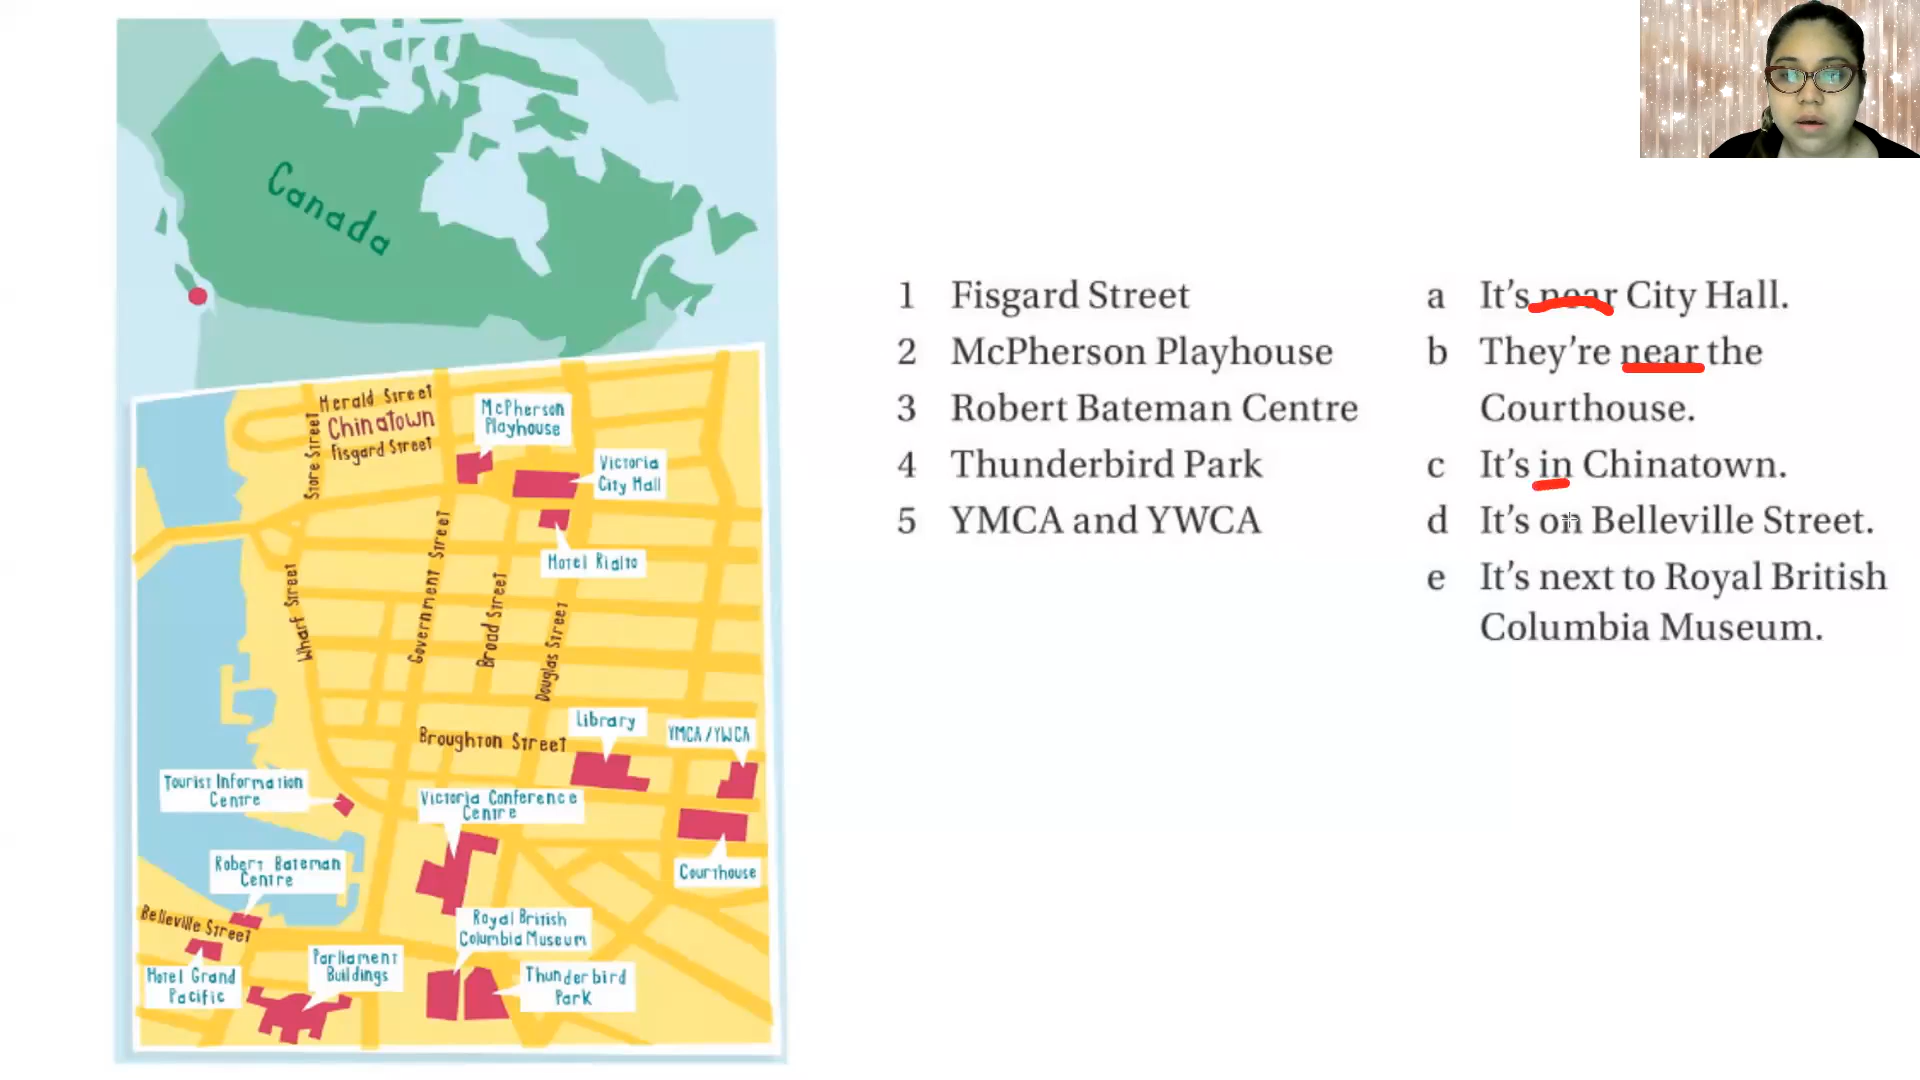 Canada
Herald Street
Chinatown
Fisgard Street
Store Street
McPherson
Playhouse
Victoria
City Hall
Hotel Rialto
Wharf Street
Government Street
Broad Street
Douglas Street
Broughton Street
Library
YMCA/YWCA
Tourist Information
Centre
Victoria Conference
Centre
Courthouse
Robert Bateman
Centre
Belleville Street
Royal British
Columbia Museum
Parliament
Buildings
Hotel Grand
Pacific
Thunderbird
Park
1 Fisgard Street
2 McPherson Playhouse
3 Robert Bateman Centre
4 Thunderbird Park
5 YMCA and YWCA
a It's near City Hall.
b They're near the
Courthouse.
c It's in Chinatown.
d It's on Belleville Street.
e It's next to Royal British
Columbia Museum.